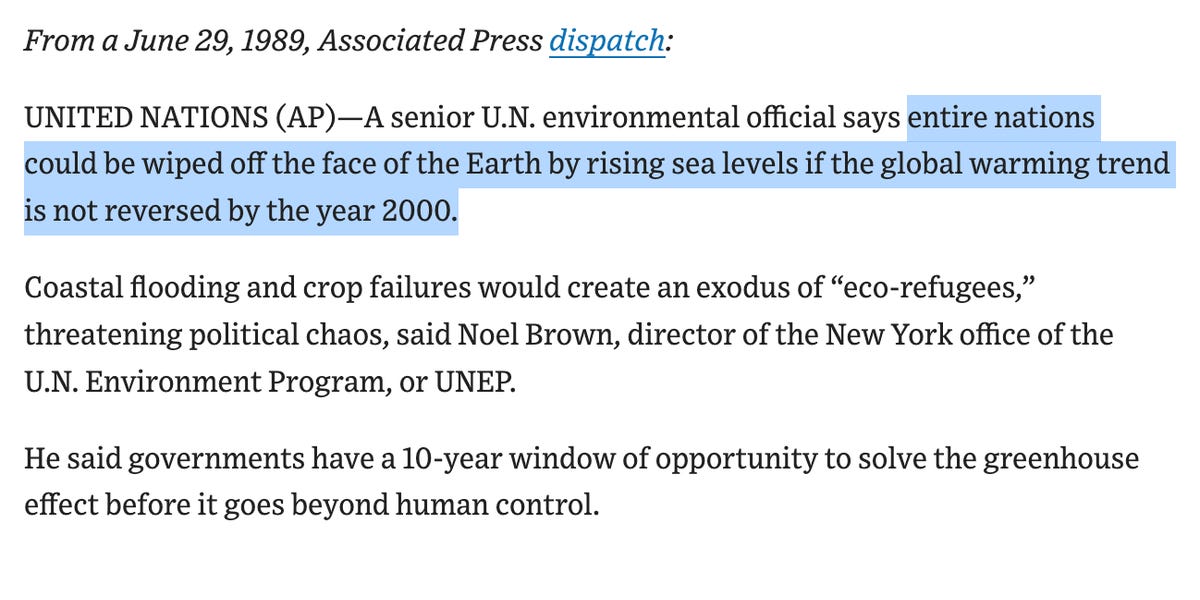 From a June 29, 1989, Associated Press dispatch:
UNITED NATIONS (AP)—A senior U.N. environmental official says entire nations
could be wiped off the face of the Earth by rising sea levels if the global warming trend
is not reversed by the year 2000.
Coastal flooding and crop failures would create an exodus of “eco-refugees,”
threatening political chaos, said Noel Brown, director of the New York office of the
U.N. Environment Program, or UNEP.
He said governments have a 10-year window of opportunity to solve the greenhouse
effect before it goes beyond human control.